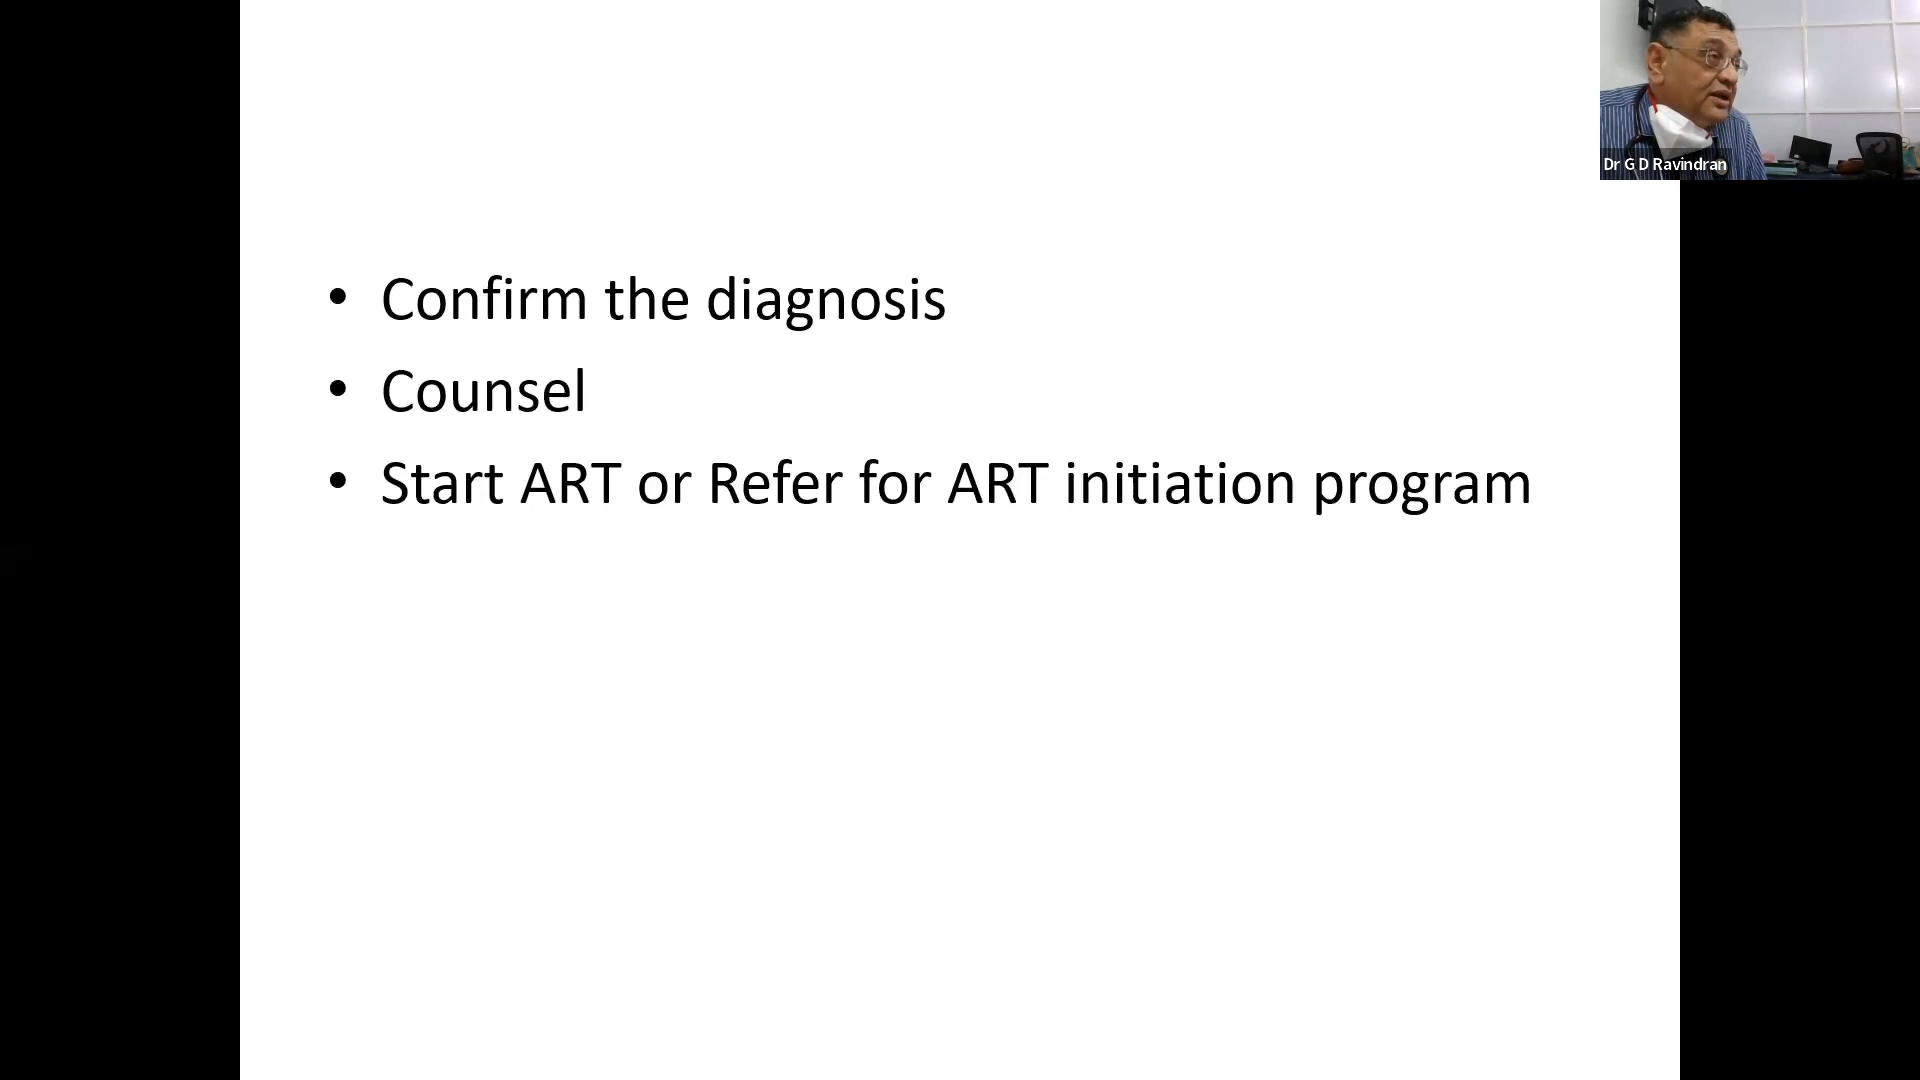 Dr G D Ravindran
• Confirm the diagnosis
• Counsel
• Start ART or Refer for ART initiation program